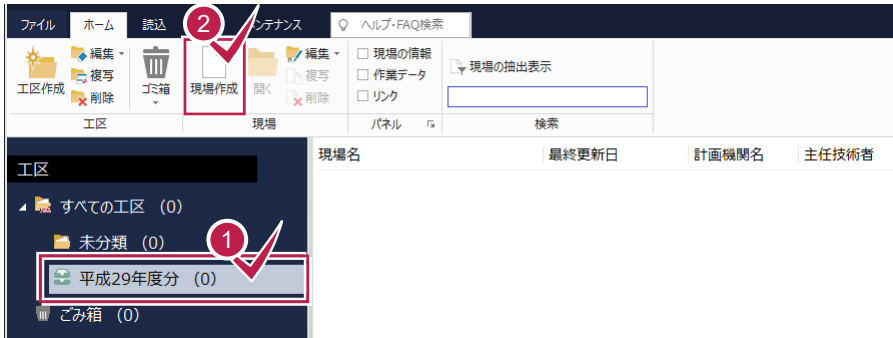 ファイル ホーム 読込 ンテナンス ヘルプ・FAQ検索
2
工区作成 編集 複写 削除 ゴミ箱
現場作成 開く 編集 複写 削除
現場の情報
作業データ
リンク
現場の抽出表示
工区 現場 パネル 検索
工区
現場名 最終更新日 計画機関名 主任技術者
すべての工区 (0)
未分類 (0)
1
平成29年度分 (0)
ごみ箱 (0)